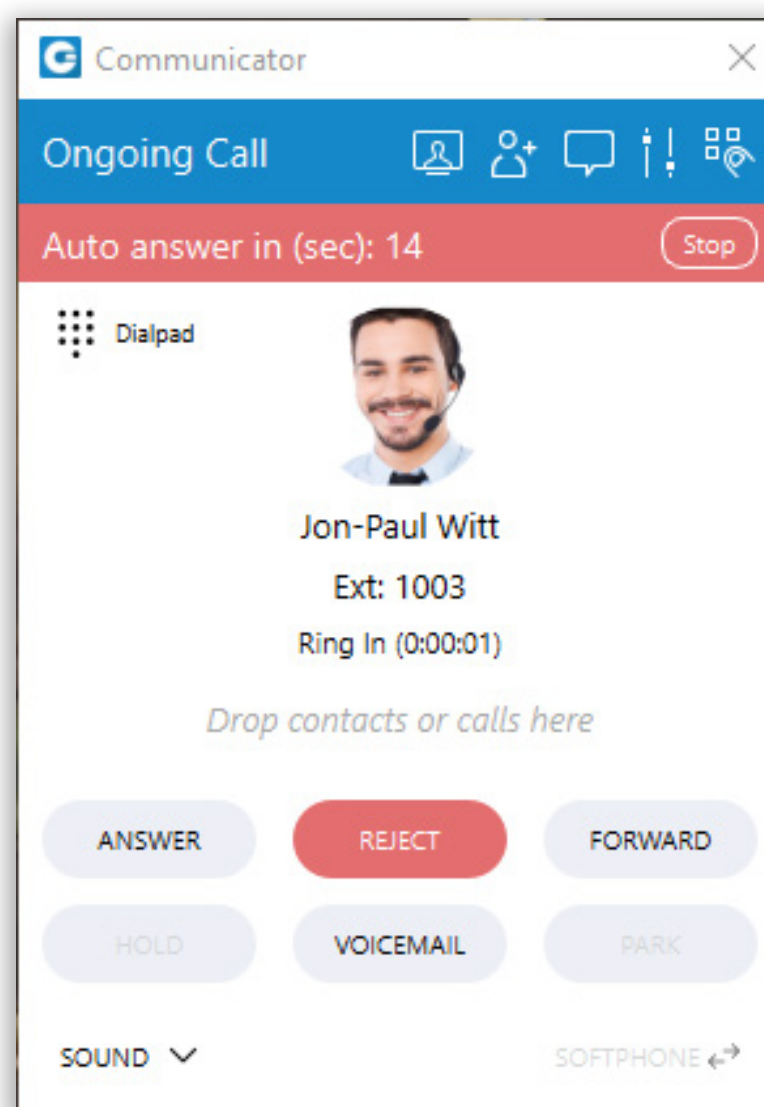 Communicator
Ongoing Call
Auto answer in (sec): 14 Stop
Dialpad
Jon-Paul Witt
Ext: 1003
Ring In (0:00:01)
Drop contacts or calls here
ANSWER REJECT FORWARD
HOLD VOICEMAIL PARK
SOUND SOFTPHONE